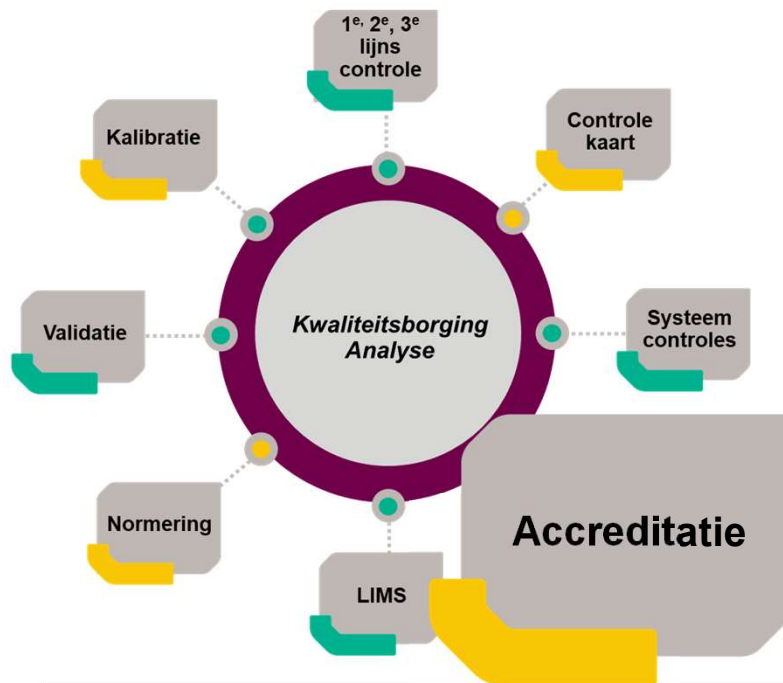 1e, 2e, 3e
lijns
controle
Kalibratie
Controle
kaart
Validatie
Kwaliteitsborging
Analyse
Systeem
controles
Normering
Accreditatie
LIMS